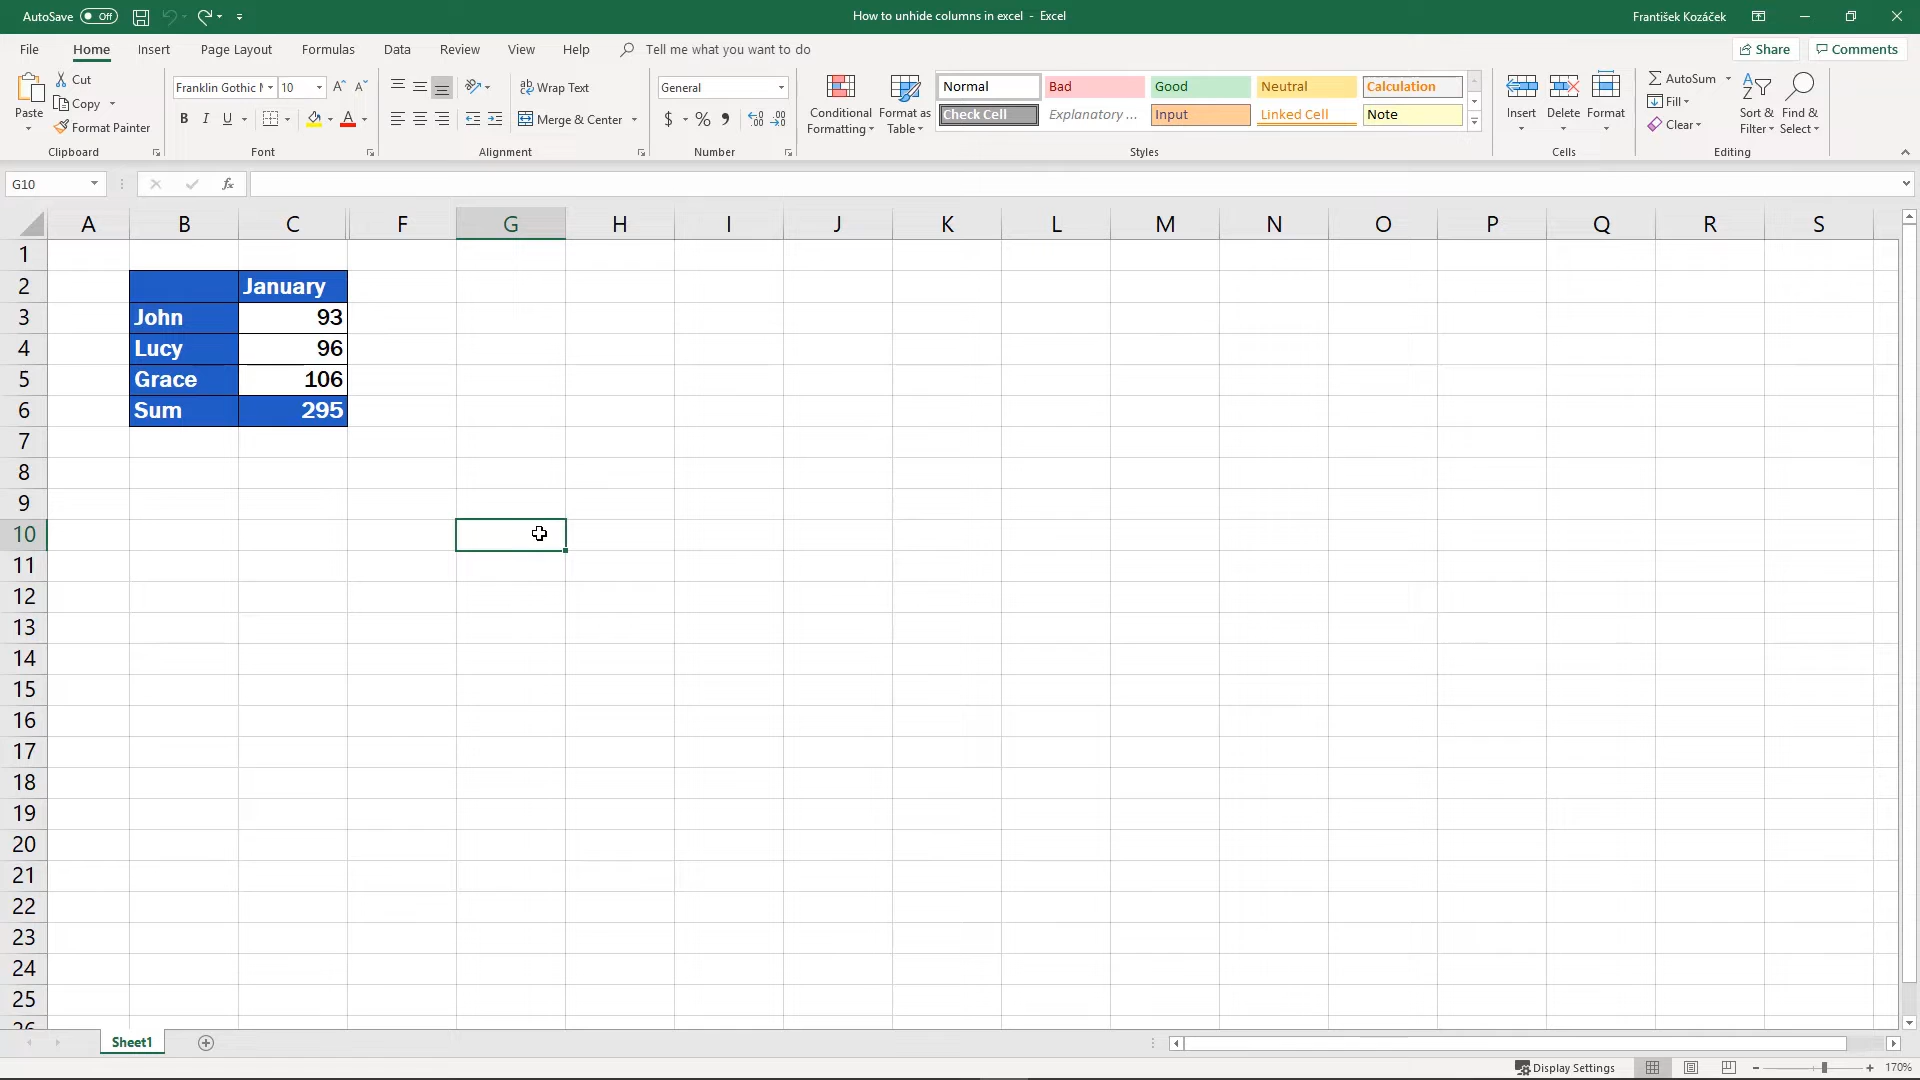 AutoSave Off
How to unhide columns in excel - Excel
František Kozáček
File Home Insert Page Layout Formulas Data Review View Help Tell me what you want to do
Share Comments
Paste
Cut
Copy
Format Painter
Clipboard
10
B I U
Font
Wrap Text
Merge & Center
Alignment
General
$ %
Number
Conditional Formatting
Format as Table
Normal Bad Good Neutral Calculation
Check Cell Explanatory ... Input Linked Cell Note
Styles
Insert Delete Format
Cells
AutoSum
Fill
Clear
Sort & Filter
Find & Select
Editing
G10
fx
A B C F G H I J K L M N O P Q R S
1
2 January
3 John 93
4 Lucy 96
5 Grace 106
6 Sum 295
7
8
9
10
11
12
13
14
15
16
17
18
19
20
21
22
23
24
25
26
Sheet1
Display Settings
170%